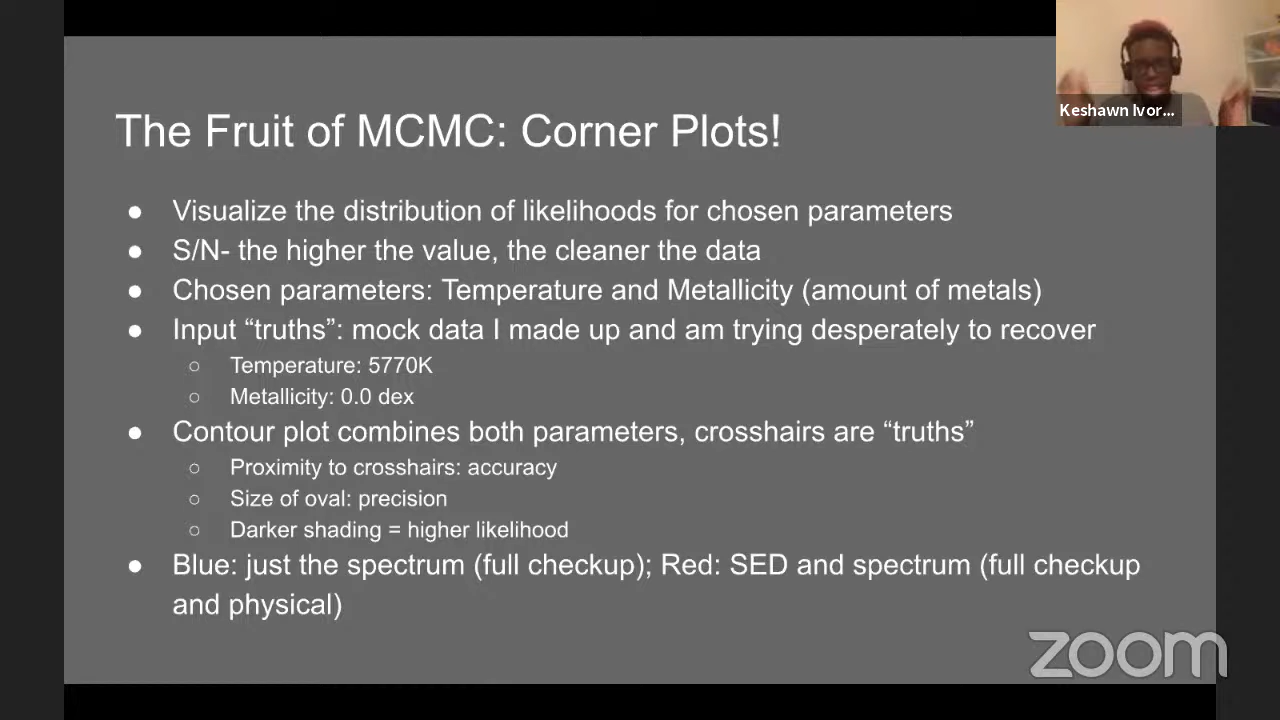 The Fruit of MCMC: Corner Plots!
Keshawn Ivor...
● Visualize the distribution of likelihoods for chosen parameters
● S/N- the higher the value, the cleaner the data
● Chosen parameters: Temperature and Metallicity (amount of metals)
● Input “truths”: mock data I made up and am trying desperately to recover
○ Temperature: 5770K
○ Metallicity: 0.0 dex
● Contour plot combines both parameters, crosshairs are “truths”
○ Proximity to crosshairs: accuracy
○ Size of oval: precision
○ Darker shading = higher likelihood
● Blue: just the spectrum (full checkup); Red: SED and spectrum (full checkup
and physical)
zoom